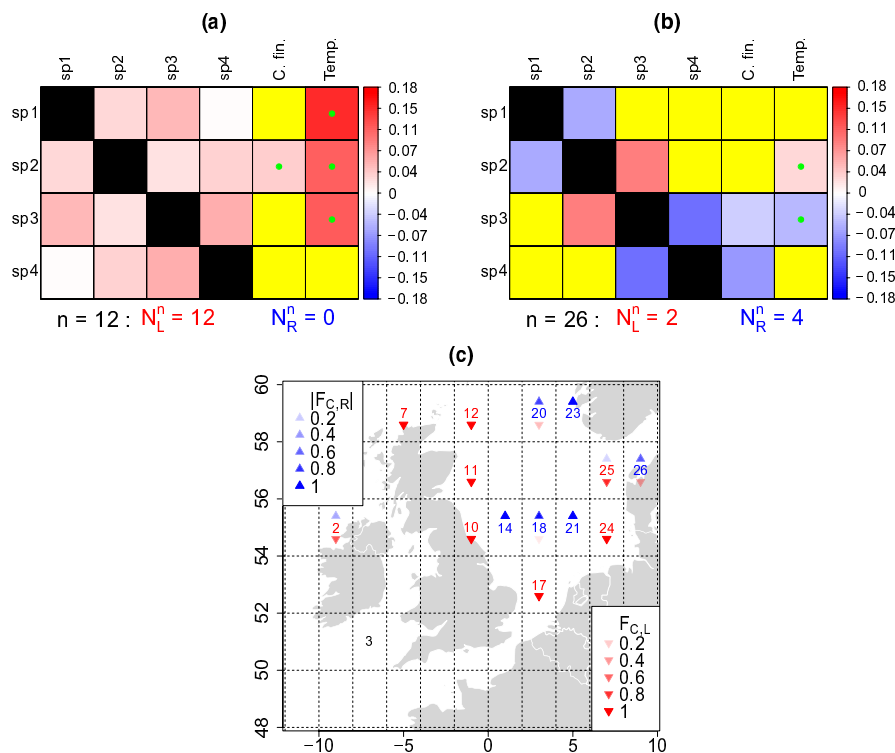 (a)
sp1 sp2 sp3 sp4 C. fin. Temp.
sp1
sp2
sp3
sp4
0.18
0.15
0.11
0.07
0.04
0
−0.04
−0.07
−0.11
−0.15
−0.18
n = 12 : N_L^n = 12 N_R^n = 0
(b)
sp1 sp2 sp3 sp4 C. fin. Temp.
sp1
sp2
sp3
sp4
0.18
0.15
0.11
0.07
0.04
0
−0.04
−0.07
−0.11
−0.15
−0.18
n = 26 : N_L^n = 2 N_R^n = 4
(c)
60
58
56
54
52
50
48
|F_C,R|
0.2
0.4
0.6
0.8
1
7 12 20 23
11 25 26
2 10 14 18 21 24
17
3
F_C,L
0.2
0.4
0.6
0.8
1
−10 −5 0 5 10